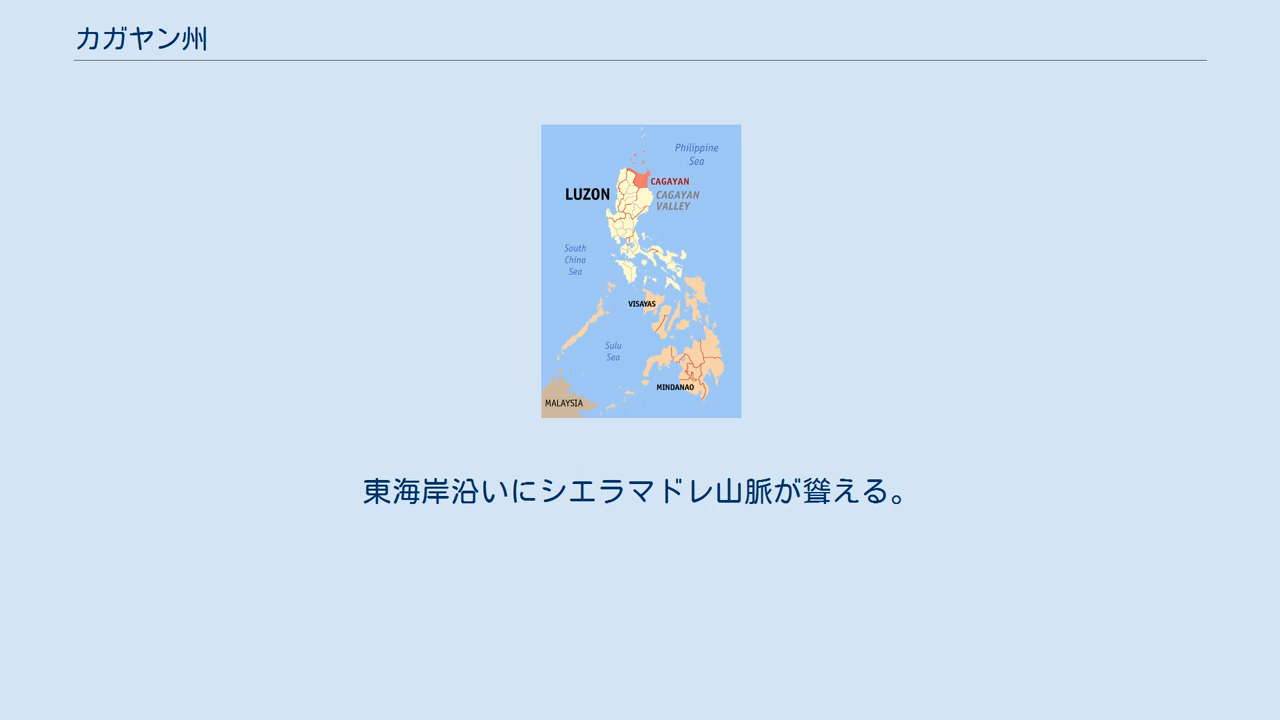 カガヤン州
Philippine
Sea
CAGAYAN
LUZON
CAGAYAN
VALLEY
South
China
Sea
VISAYAS
Sulu
Sea
MINDANAO
MALAYSIA
東海岸沿いにシエラマドレ山脈が聳える。